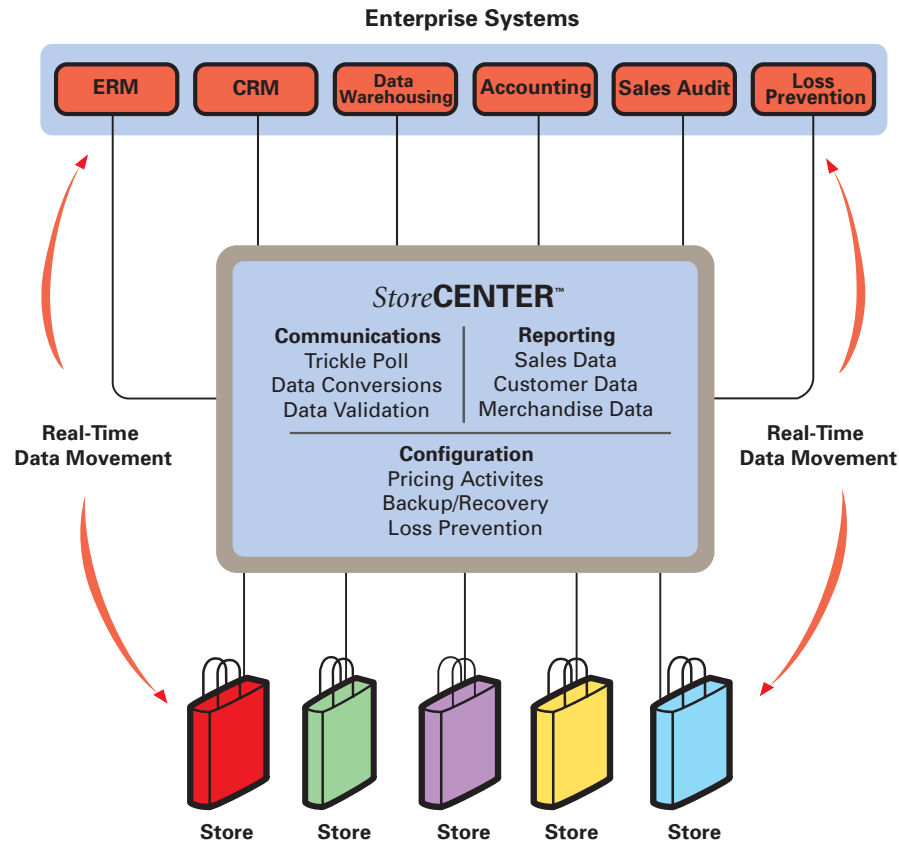 Enterprise Systems
ERM
CRM
Data
Warehousing
Accounting
Sales Audit
Loss
Prevention
StoreCENTER™
Communications
Trickle Poll
Data Conversions
Data Validation
Reporting
Sales Data
Customer Data
Merchandise Data
Configuration
Pricing Activites
Backup/Recovery
Loss Prevention
Real-Time
Data Movement
Real-Time
Data Movement
Store
Store
Store
Store
Store